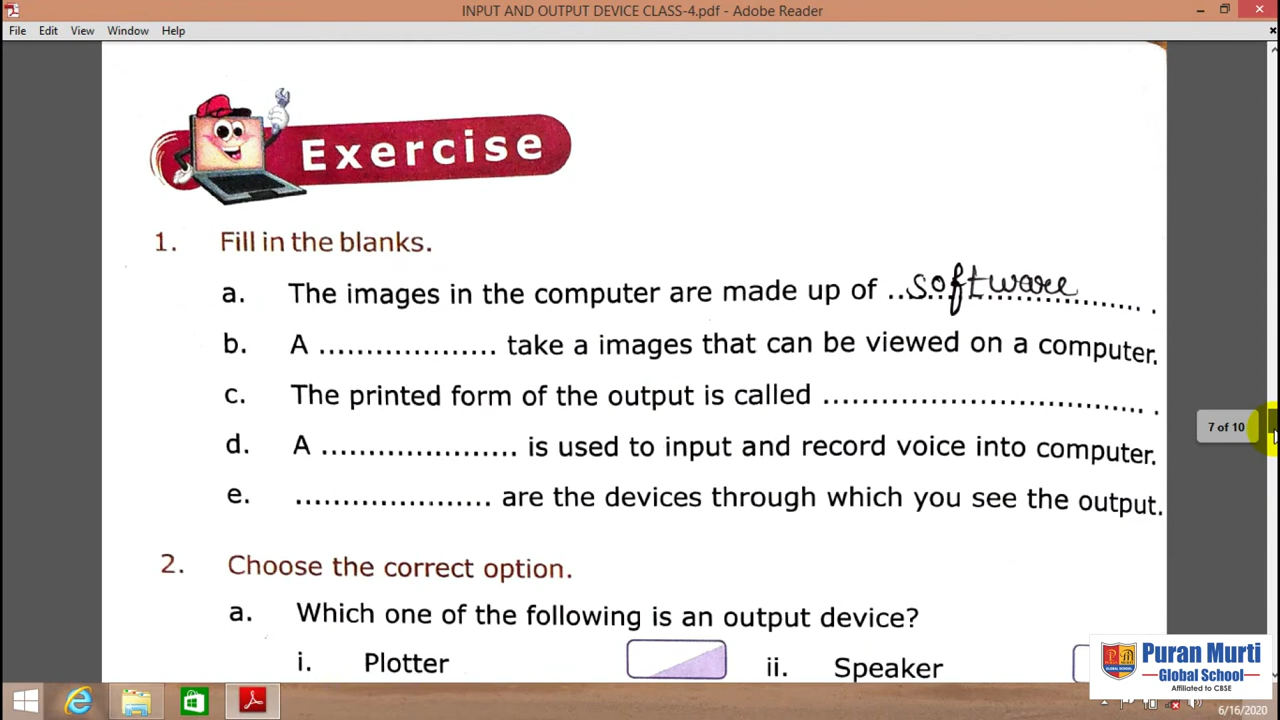 INPUT AND OUTPUT DEVICE CLASS-4.pdf - Adobe Reader
File Edit View Window Help
Exercise
1. Fill in the blanks.
a. The images in the computer are made up of ..software.......... .
b. A ................... take a images that can be viewed on a computer.
c. The printed form of the output is called .................................. .
d. A ..................... is used to input and record voice into computer.
e. ..................... are the devices through which you see the output.
7 of 10
2. Choose the correct option.
a. Which one of the following is an output device?
i. Plotter ii. Speaker
PM
GLOBAL SCHOOL
Puran Murti
Global School
Affiliated to CBSE
6/16/2020